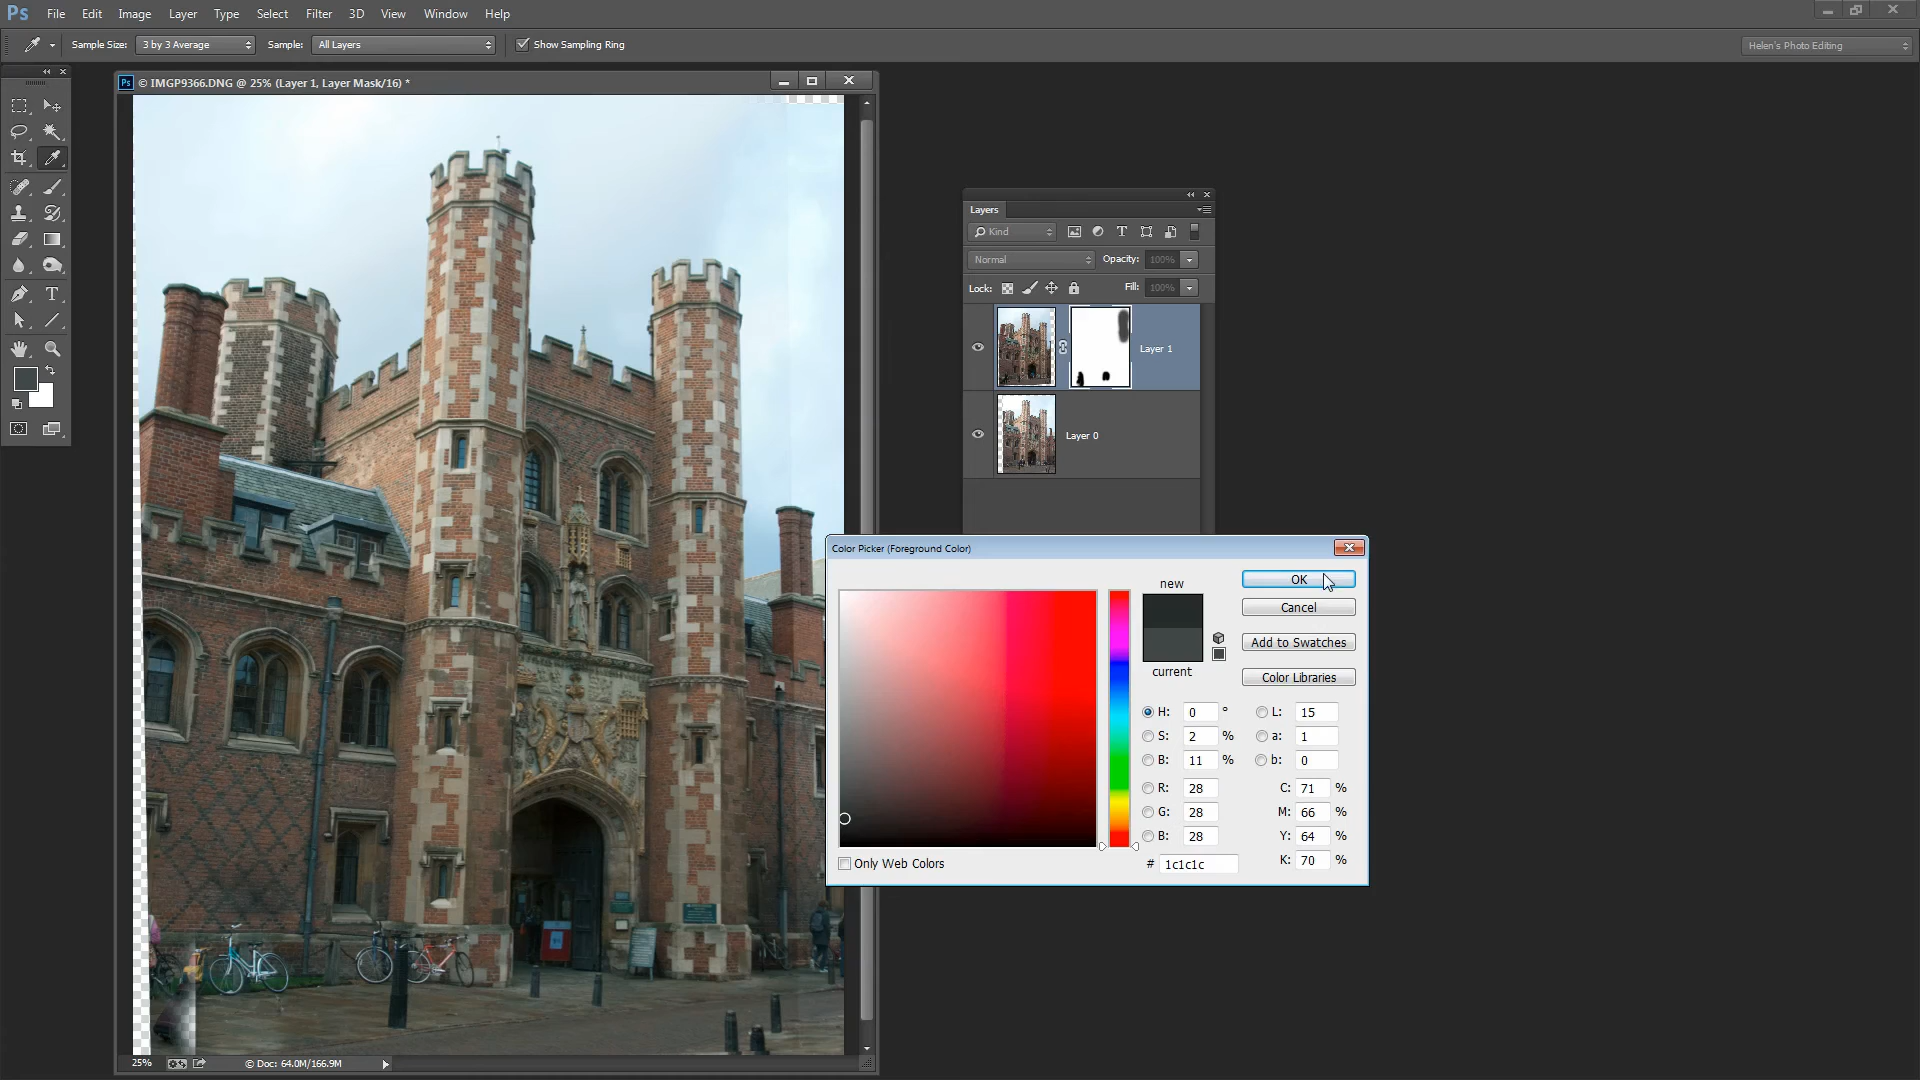 Ps File Edit Image Layer Type Select Filter 3D View Window Help
Sample Size: 3 by 3 Average Sample: All Layers Show Sampling Ring Helen's Photo Editing
Ps © IMGP9366.DNG @ 25% (Layer 1, Layer Mask/16) *
Layers
Kind
Normal Opacity: 100%
Lock: Fill: 100%
Layer 1
Layer 0
Color Picker (Foreground Color)
new
OK
Cancel
Add to Swatches
current
Color Libraries
H: 0 ° L: 15
S: 2 % a: 1
B: 11 % b: 0
R: 28 C: 71 %
G: 28 M: 66 %
B: 28 Y: 64 %
# 1c1c1c K: 70 %
Only Web Colors
25% © Doc: 64.0M/166.9M